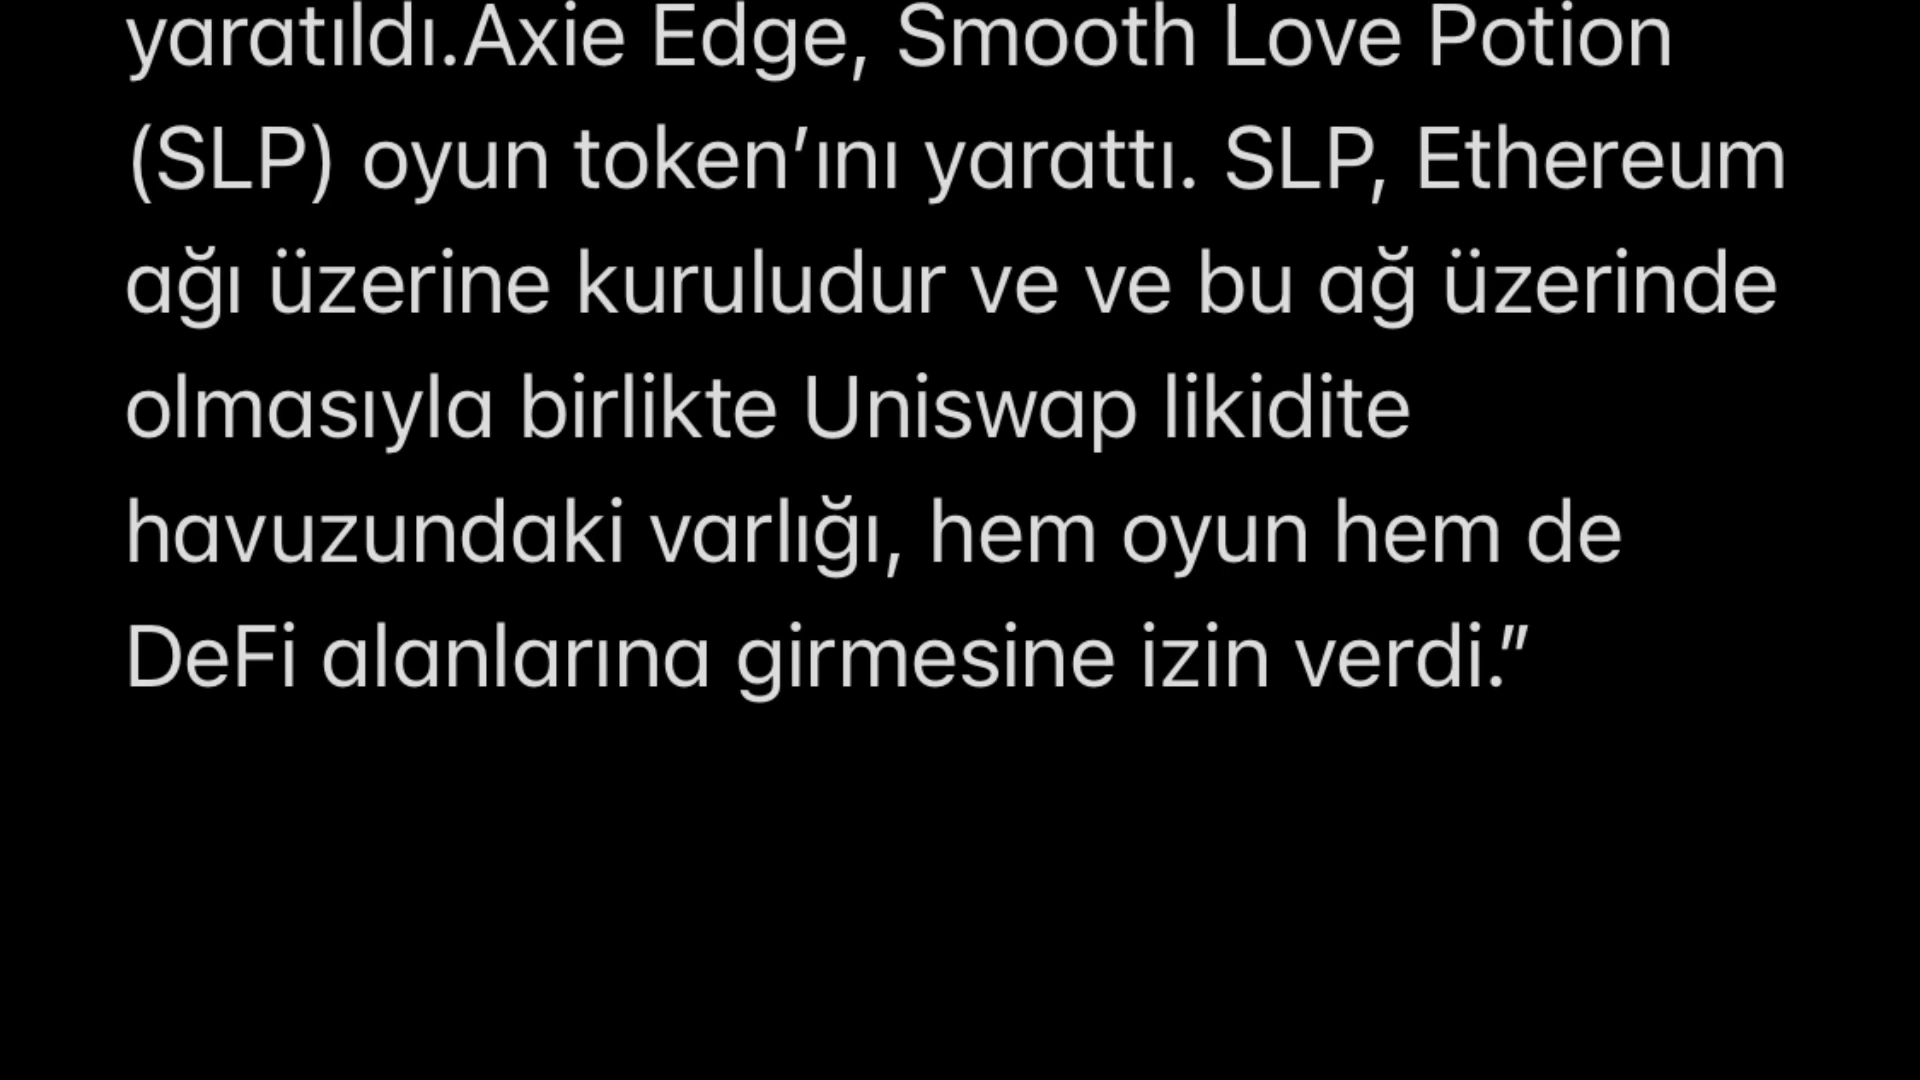 yaratıldı.Axie Edge, Smooth Love Potion
(SLP) oyun token’ını yarattı. SLP, Ethereum
ağı üzerine kuruludur ve ve bu ağ üzerinde
olmasıyla birlikte Uniswap likidite
havuzundaki varlığı, hem oyun hem de
DeFi alanlarına girmesine izin verdi.”